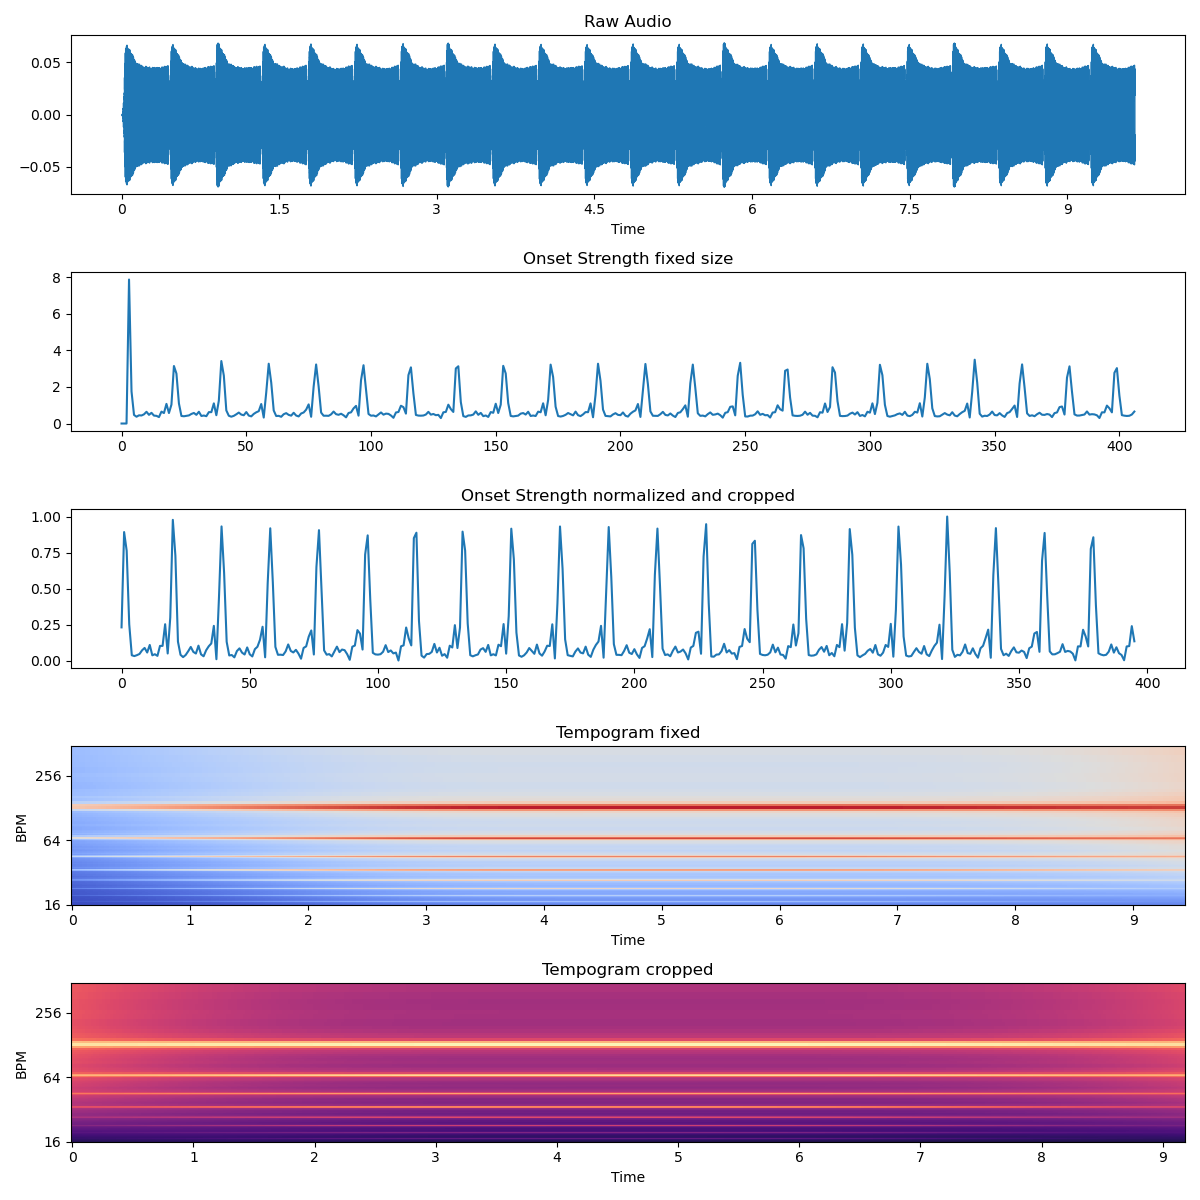 Raw Audio
0.05
0.00
−0.05
0 1.5 3 4.5 6 7.5 9
Time
Onset Strength fixed size
8
6
4
2
0
0 50 100 150 200 250 300 350 400
Onset Strength normalized and cropped
1.00
0.75
0.50
0.25
0.00
0 50 100 150 200 250 300 350 400
Tempogram fixed
256
64
16
BPM
0 1 2 3 4 5 6 7 8 9
Time
Tempogram cropped
256
64
16
BPM
0 1 2 3 4 5 6 7 8 9
Time